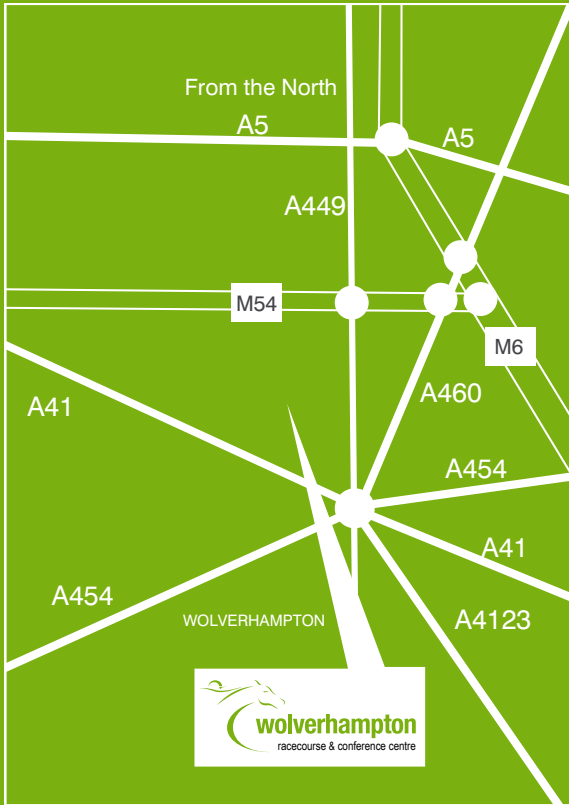 From the North
A5
A5
A449
M54
M6
A460
A41
A454
A41
A454
WOLVERHAMPTON
A4123
wolverhampton
racecourse & conference centre